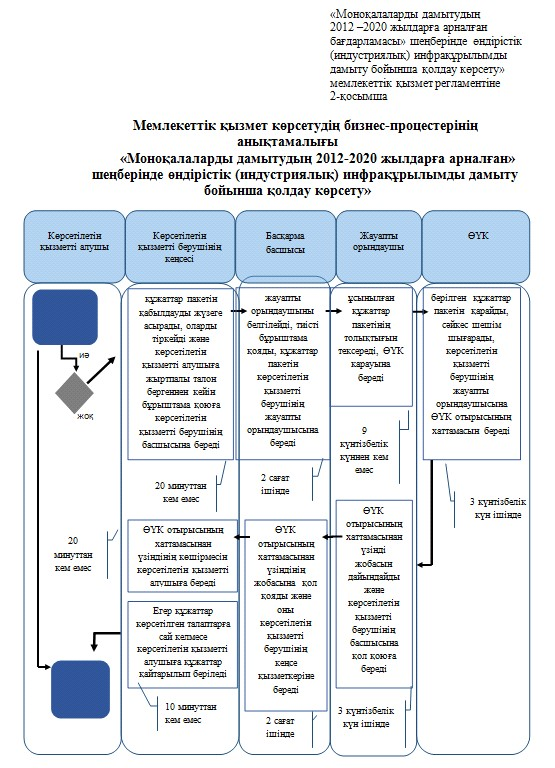 «Моноқалаларды дамытудың
2012 –2020 жылдарға арналған
бағдарламасы» шеңберінде өндірістік
(индустриялық) инфрақұрылымды
дамыту бойынша қолдау көрсету»
мемлекеттік қызмет регламентіне
2-қосымша
Мемлекеттік қызмет көрсетудің бизнес-процестерінің
анықтамалығы
«Моноқалаларды дамытудың 2012-2020 жылдарға арналған»
шеңберінде өндірістік (индустриялық) инфрақұрылымды дамыту
бойынша қолдау көрсету»
Көрсетілетін
қызметті алушы
Көрсетілетін
қызметті берушінің
кеңсесі
Басқарма
басшысы
Жауапты
орындаушы
ӨҮК
иә
жоқ
құжаттар пакетін
қабылдауды жүзеге
асырады, оларды
тіркейді және
көрсетілетін
қызметті алушыға
жыртпалы талон
бергеннен кейін
бұрыштама қоюға
көрсетілетін
қызметті берушінің
басшысына береді
жауапты
орындаушыны
белгілейді, тиісті
бұрыштама
қояды, құжаттар
пакетін
көрсетілетін
қызметті
берушінің
жауапты
орындаушысына
береді
ұсынылған
құжаттар
пакетінің
толықтығын
тексереді, ӨҮК
карауына
береді
берілген құжаттар
пакетін қарайды,
сәйкес шешім
шығарады,
көрсетілетін
қызметті
берушінің
жауапты
орындаушысына
ӨҮК отырысының
хаттамасын береді
20 минуттан
кем емес
2 сағат
ішінде
9
күнтізбелік
күннен кем
емес
3 күнтізбелік
күн ішінде
20
минуттан
кем емес
ӨҮК отырысының
хаттамасынан
үзіндінің көшірмесін
көрсетілетін қызметті
алушыға береді
ӨҮК
отырысының
хаттамасынан
үзіндінің
жобасына қол
қояды және
оны
көрсетілетін
қызметті
берушінің
кеңсе
қызметкеріне
береді
ӨҮК
отырысының
хаттамасынан
үзінді
жобасын
дайындайды
және
көрсетілетін
қызметті
берушінің
басшысына
қол қоюға
береді
Егер құжаттар
көрсетілген талаптарға
сай келмесе
көрсетілетін қызметті
алушыға құжаттар
қайтарылып беріледі
10 минуттан
кем емес
2 сағат
ішінде
3 күнтізбелік
күн ішінде